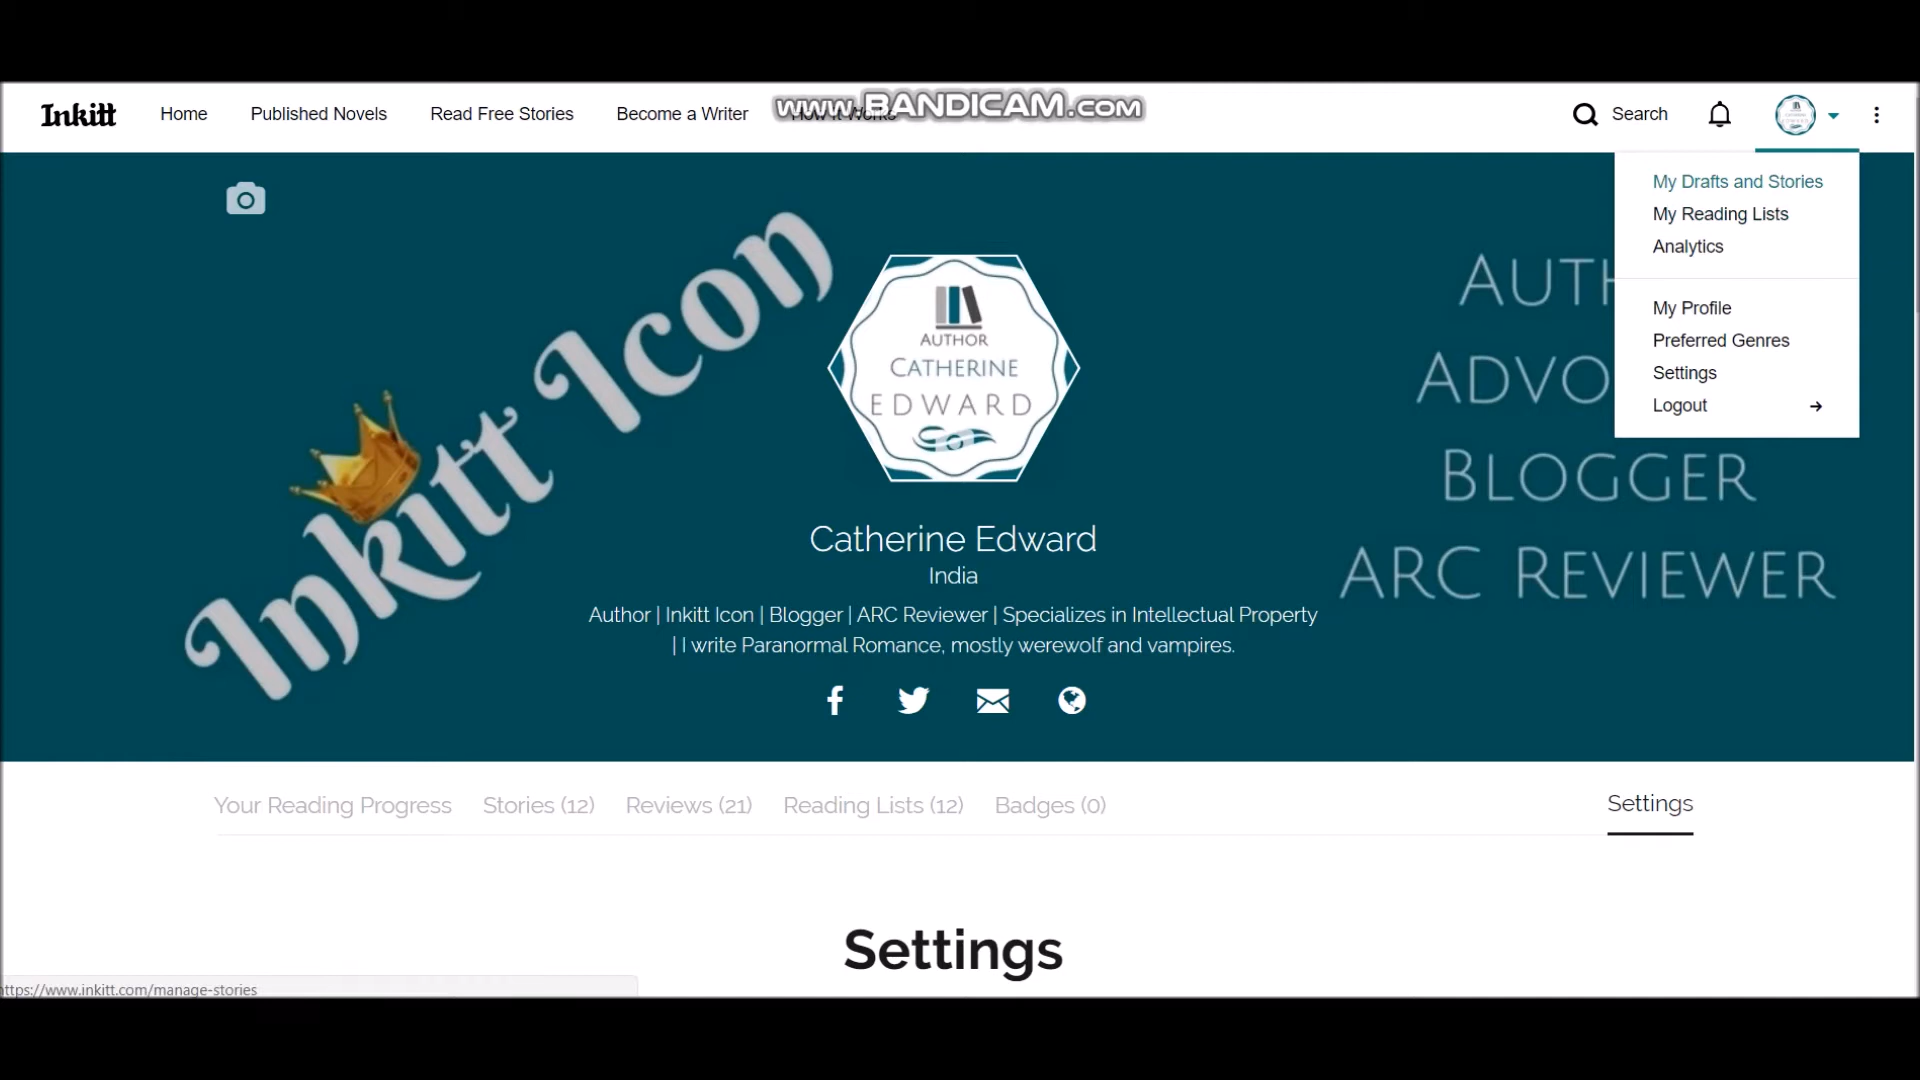 Inkitt
Home
Published Novels
Read Free Stories
Become a Writer
How It Works
www.BANDICAM.com
Search
My Drafts and Stories
My Reading Lists
Analytics
My Profile
Preferred Genres
Settings
Logout
Inkitt Icon
AUTHOR
CATHERINE
EDWARD
AUTH
ADVO
BLOGGER
ARC REVIEWER
Catherine Edward
India
Author | Inkitt Icon | Blogger | ARC Reviewer | Specializes in Intellectual Property
| I write Paranormal Romance, mostly werewolf and vampires.
Your Reading Progress
Stories (12)
Reviews (21)
Reading Lists (12)
Badges (0)
Settings
Settings
ttps://www.inkitt.com/manage-stories